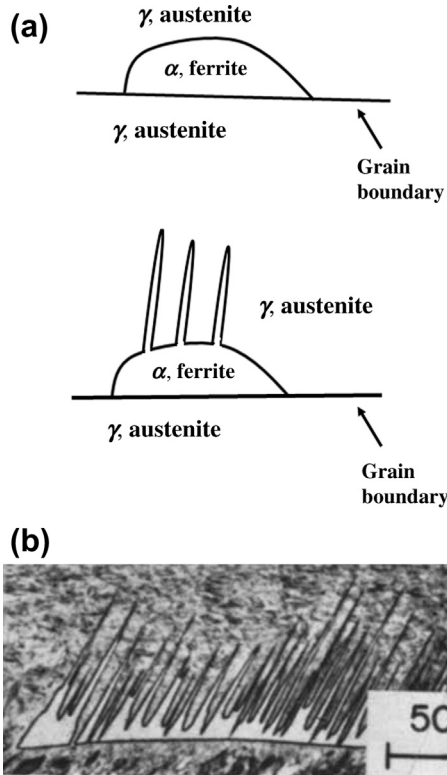 (a)
γ, austenite
α, ferrite
γ, austenite
Grain
boundary
γ, austenite
α, ferrite
γ, austenite
Grain
boundary
(b)
50